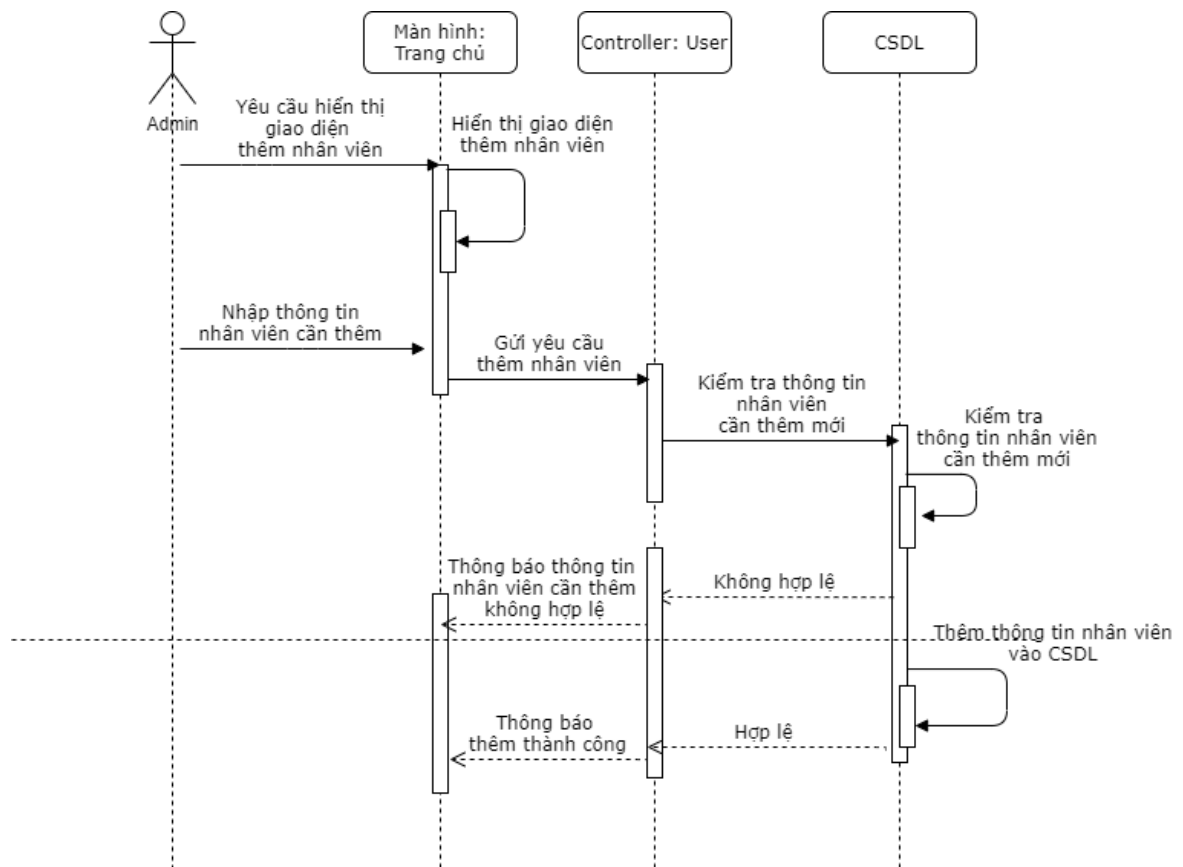 Màn hình:
Trang chủ
Controller: User
CSDL
Admin
Yêu cầu hiển thị
giao diện
thêm nhân viên
Hiển thị giao diện
thêm nhân viên
Nhập thông tin
nhân viên cần thêm
Gửi yêu cầu
thêm nhân viên
Kiểm tra thông tin
nhân viên
cần thêm mới
Kiểm tra
thông tin nhân viên
cần thêm mới
Thông báo thông tin
nhân viên cần thêm
không hợp lệ
Không hợp lệ
Thêm thông tin nhân viên
vào CSDL
Thông báo
thêm thành công
Hợp lệ